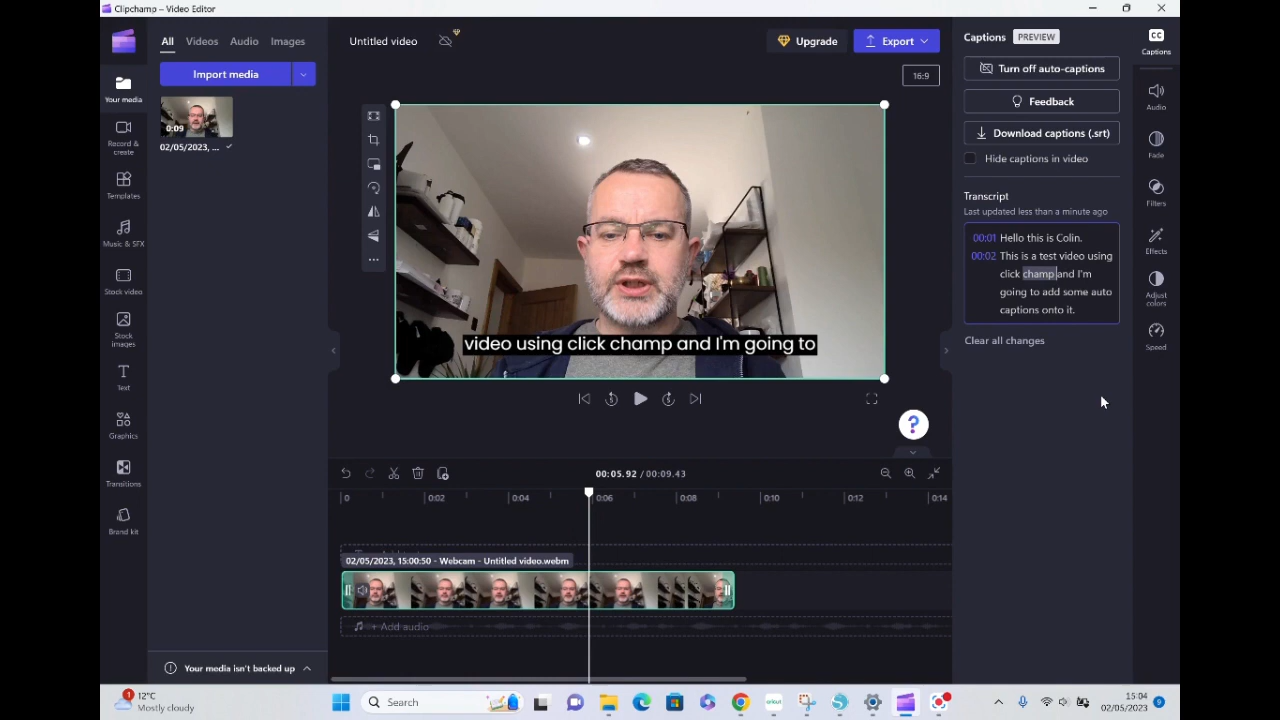 Clipchamp – Video Editor
All Videos Audio Images
Import media
0:09
02/05/2023, ...
Your media
Record &
create
Templates
Music & SFX
Stock video
Stock
images
Text
Graphics
Transitions
Brand kit
Your media isn't backed up
Untitled video
Upgrade
Export
16:9
video using click champ and I'm going to
5
5
?
00:05.92 / 00:09.43
0 0:02 0:04 0:06 0:08 0:10 0:12 0:14
02/05/2023, 15:00:50 - Webcam - Untitled video.webm
+ Add audio
Captions PREVIEW
Turn off auto-captions
Feedback
Download captions (.srt)
Hide captions in video
Transcript
Last updated less than a minute ago
00:01 Hello this is Colin.
00:02 This is a test video using
click champ and I'm
going to add some auto
captions onto it.
Clear all changes
CC
Captions
Audio
Fade
Filters
Effects
Adjust
colors
Speed
1
12°C
Mostly cloudy
Search
cricut
15:04
02/05/2023
9